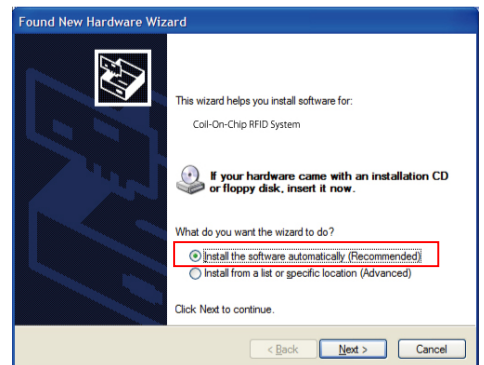 Found New Hardware Wizard
This wizard helps you install software for:
Coil-On-Chip RFID System
If your hardware came with an installation CD
or floppy disk, insert it now.
What do you want the wizard to do?
Install the software automatically (Recommended)
Install from a list or specific location (Advanced)
Click Next to continue.
< Back Next > Cancel